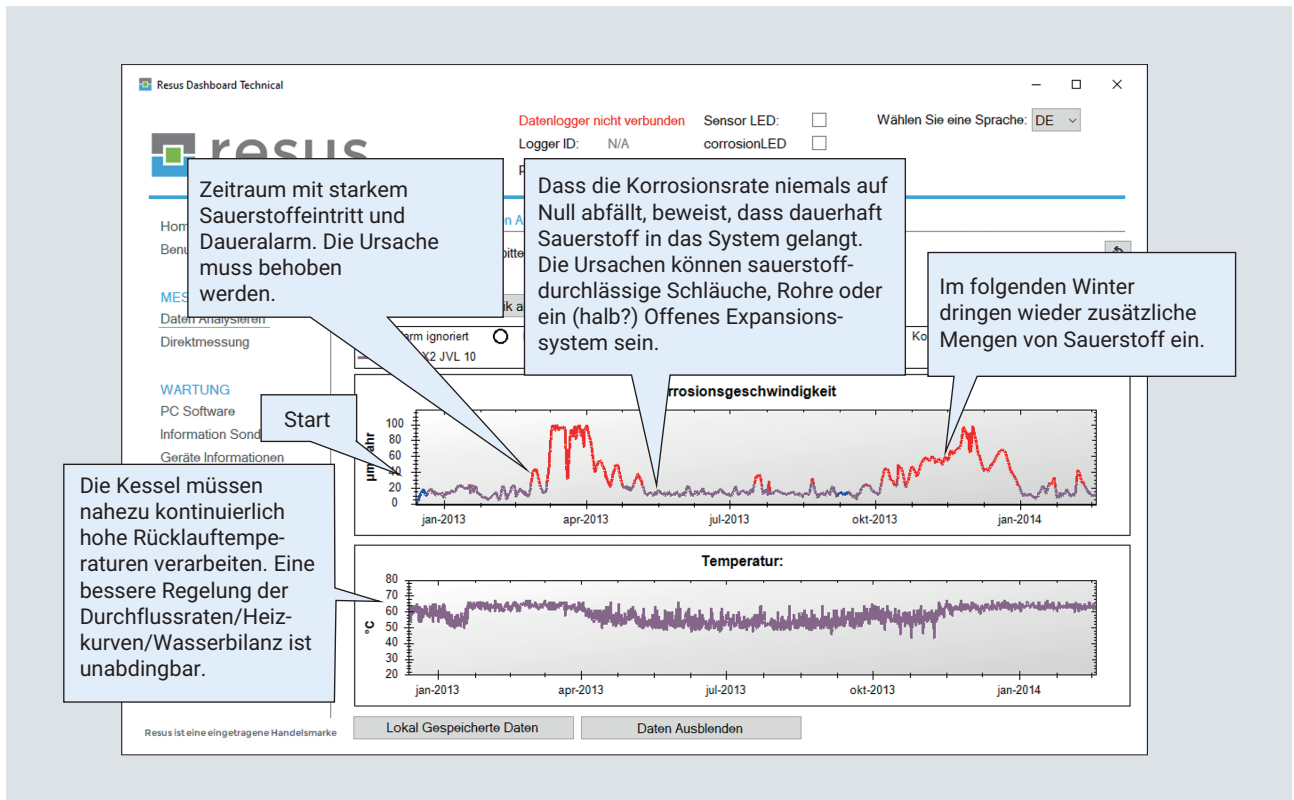 Resus Dashboard Technical
resus
Datenlogger nicht verbunden
Sensor LED:
Wählen Sie eine Sprache: DE
Logger ID: N/A
corrosionLED
Zeitraum mit starkem
Sauerstoffeintritt und
Daueralarm. Die Ursache
muss behoben
werden.
Dass die Korrosionsrate niemals auf
Null abfällt, beweist, dass dauerhaft
Sauerstoff in das System gelangt.
Die Ursachen können sauerstoff-
durchlässige Schläuche, Rohre oder
ein (halb?) Offenes Expansions-
system sein.
Im folgenden Winter
dringen wieder zusätzliche
Mengen von Sauerstoff ein.
Daten Analysieren
Direktmessung
ignoriert
X2 JVL 10
WARTUNG
PC Software
Information
Geräte Informationen
Start
Die Kessel müssen
nahezu kontinuierlich
hohe Rücklauftempe-
raturen verarbeiten. Eine
bessere Regelung der
Durchflussraten/Heiz-
kurven/Wasserbilanz ist
unabdingbar.
100
80
60
40
20
0
jan-2013 apr-2013 jul-2013 okt-2013 jan-2014
Temperatur:
°C
80
70
60
50
40
30
20
jan-2013 apr-2013 jul-2013 okt-2013 jan-2014
Lokal Gespeicherte Daten
Daten Ausblenden
Resus ist eine eingetragene Handelsmarke